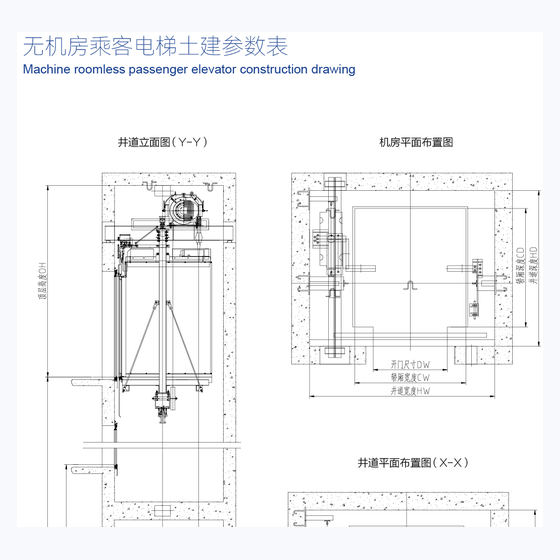 无机房乘客电梯土建参数表
Machine roomless passenger elevator construction drawing
井道立面图(Y-Y)
机房平面布置图
顶层高度OH
轿厢深度CD
井道深度HD
开门尺寸DW
轿厢宽度CW
井道宽度HW
井道平面布置图(X-X)